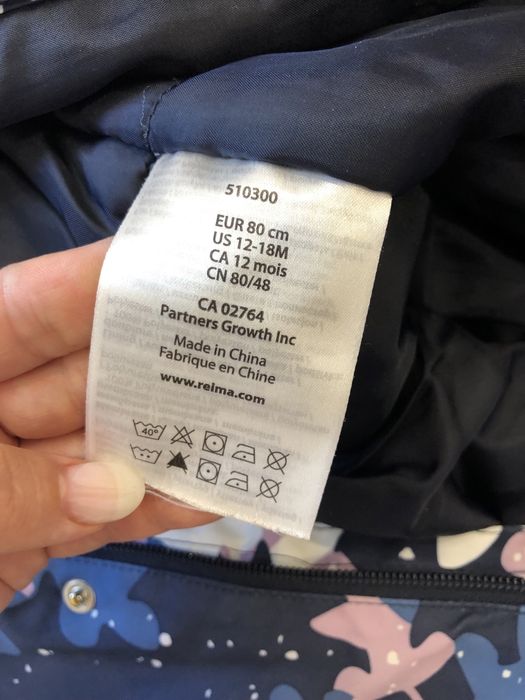 510300
EUR 80 cm
US 12-18M
CA 12 mois
CN 80/48
CA 02764
Partners Growth Inc
Made in China
Fabrique en Chine
www.reima.com
40°